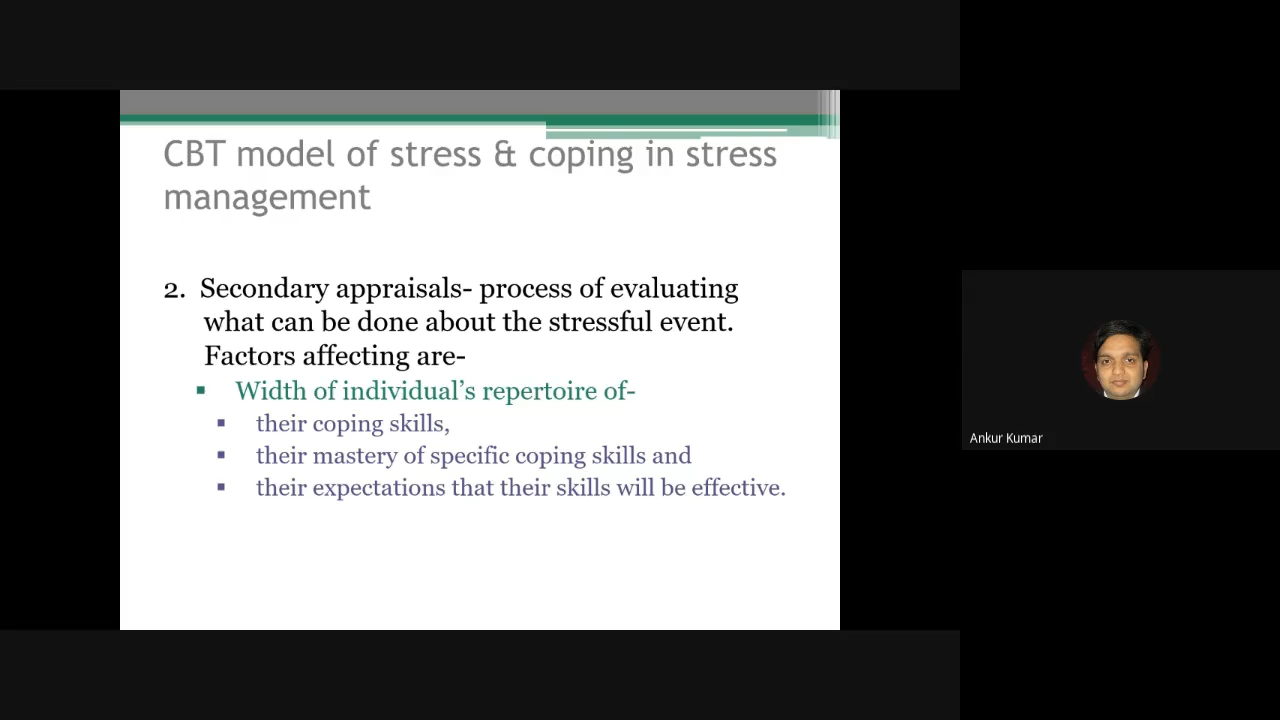 CBT model of stress & coping in stress
management
2. Secondary appraisals- process of evaluating
what can be done about the stressful event.
Factors affecting are-
▪ Width of individual’s repertoire of-
▪ their coping skills,
▪ their mastery of specific coping skills and
▪ their expectations that their skills will be effective.
Ankur Kumar